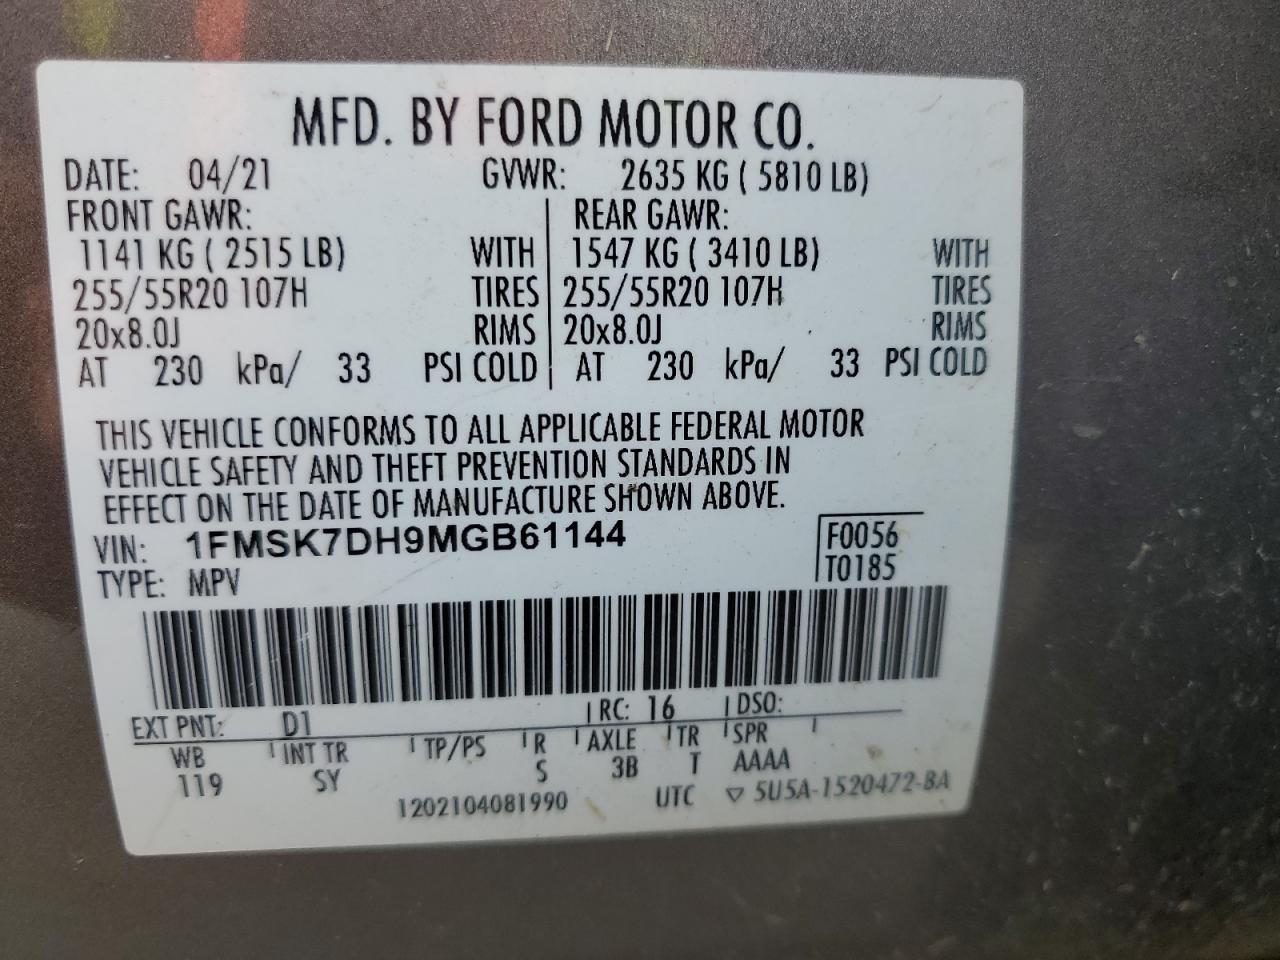 MFD. BY FORD MOTOR CO.
DATE: 04/21 GVWR: 2635 KG ( 5810 LB)
FRONT GAWR: REAR GAWR:
1141 KG ( 2515 LB) WITH 1547 KG ( 3410 LB) WITH
255/55R20 107H TIRES 255/55R20 107H TIRES
20x8.0J RIMS 20x8.0J RIMS
AT 230 kPa/ 33 PSI COLD AT 230 kPa/ 33 PSI COLD
THIS VEHICLE CONFORMS TO ALL APPLICABLE FEDERAL MOTOR
VEHICLE SAFETY AND THEFT PREVENTION STANDARDS IN
EFFECT ON THE DATE OF MANUFACTURE SHOWN ABOVE.
VIN: 1FMSK7DH9MGB61144 F0056
TYPE: MPV T0185
EXT PNT: D1 RC: 16 DSO:
WB INT TR TP/PS R AXLE TR SPR
119 SY S 3B T AAAA
1202104081990 UTC ▽ 5U5A-1520472-BA